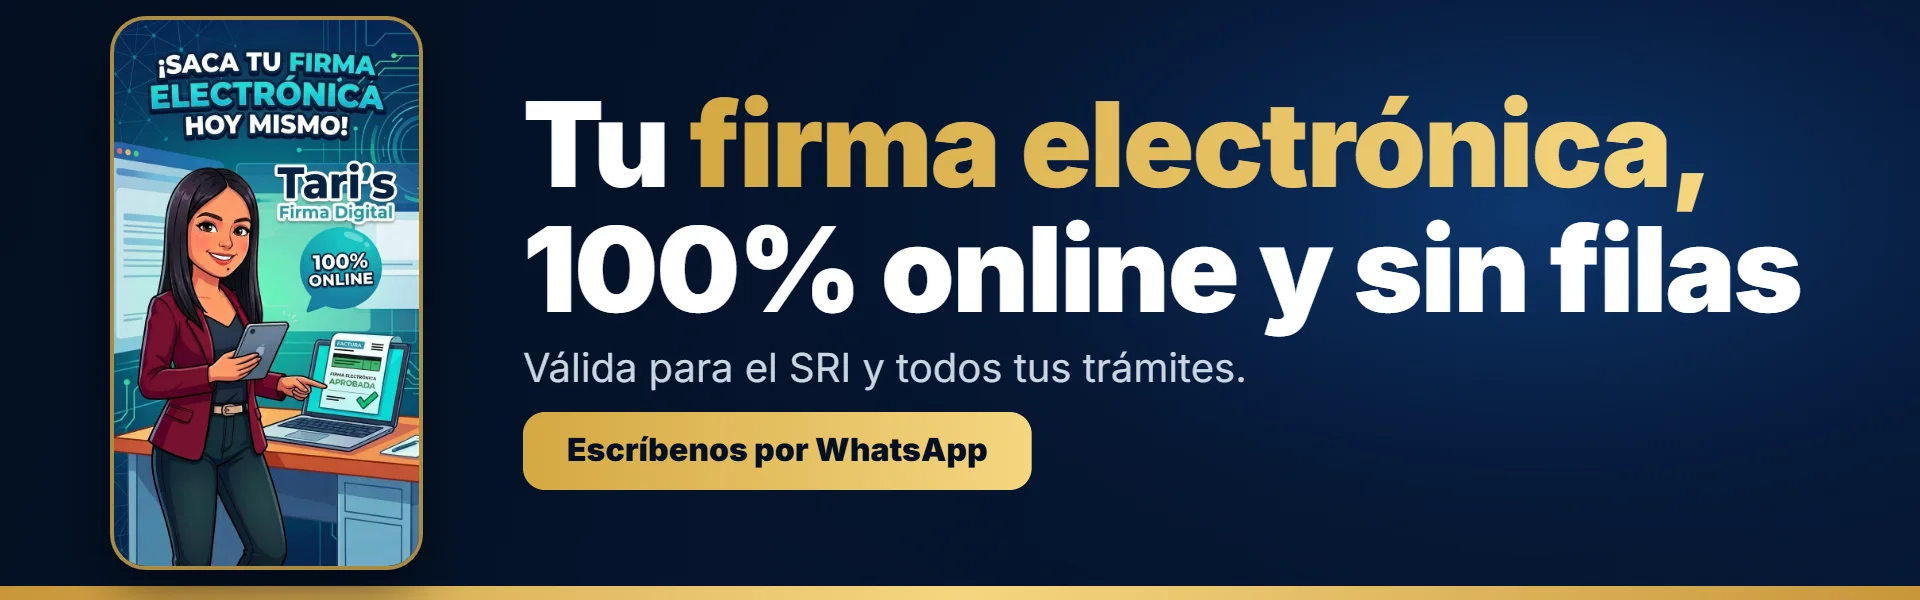 ¡SACA TU FIRMA
ELECTRÓNICA
HOY MISMO!
Tari's
Firma Digital
100%
ONLINE
FACTURA
FIRMA ELECTRÓNICA
APROBADA
Tu firma electrónica,
100% online y sin filas
Válida para el SRI y todos tus trámites.
Escríbenos por WhatsApp